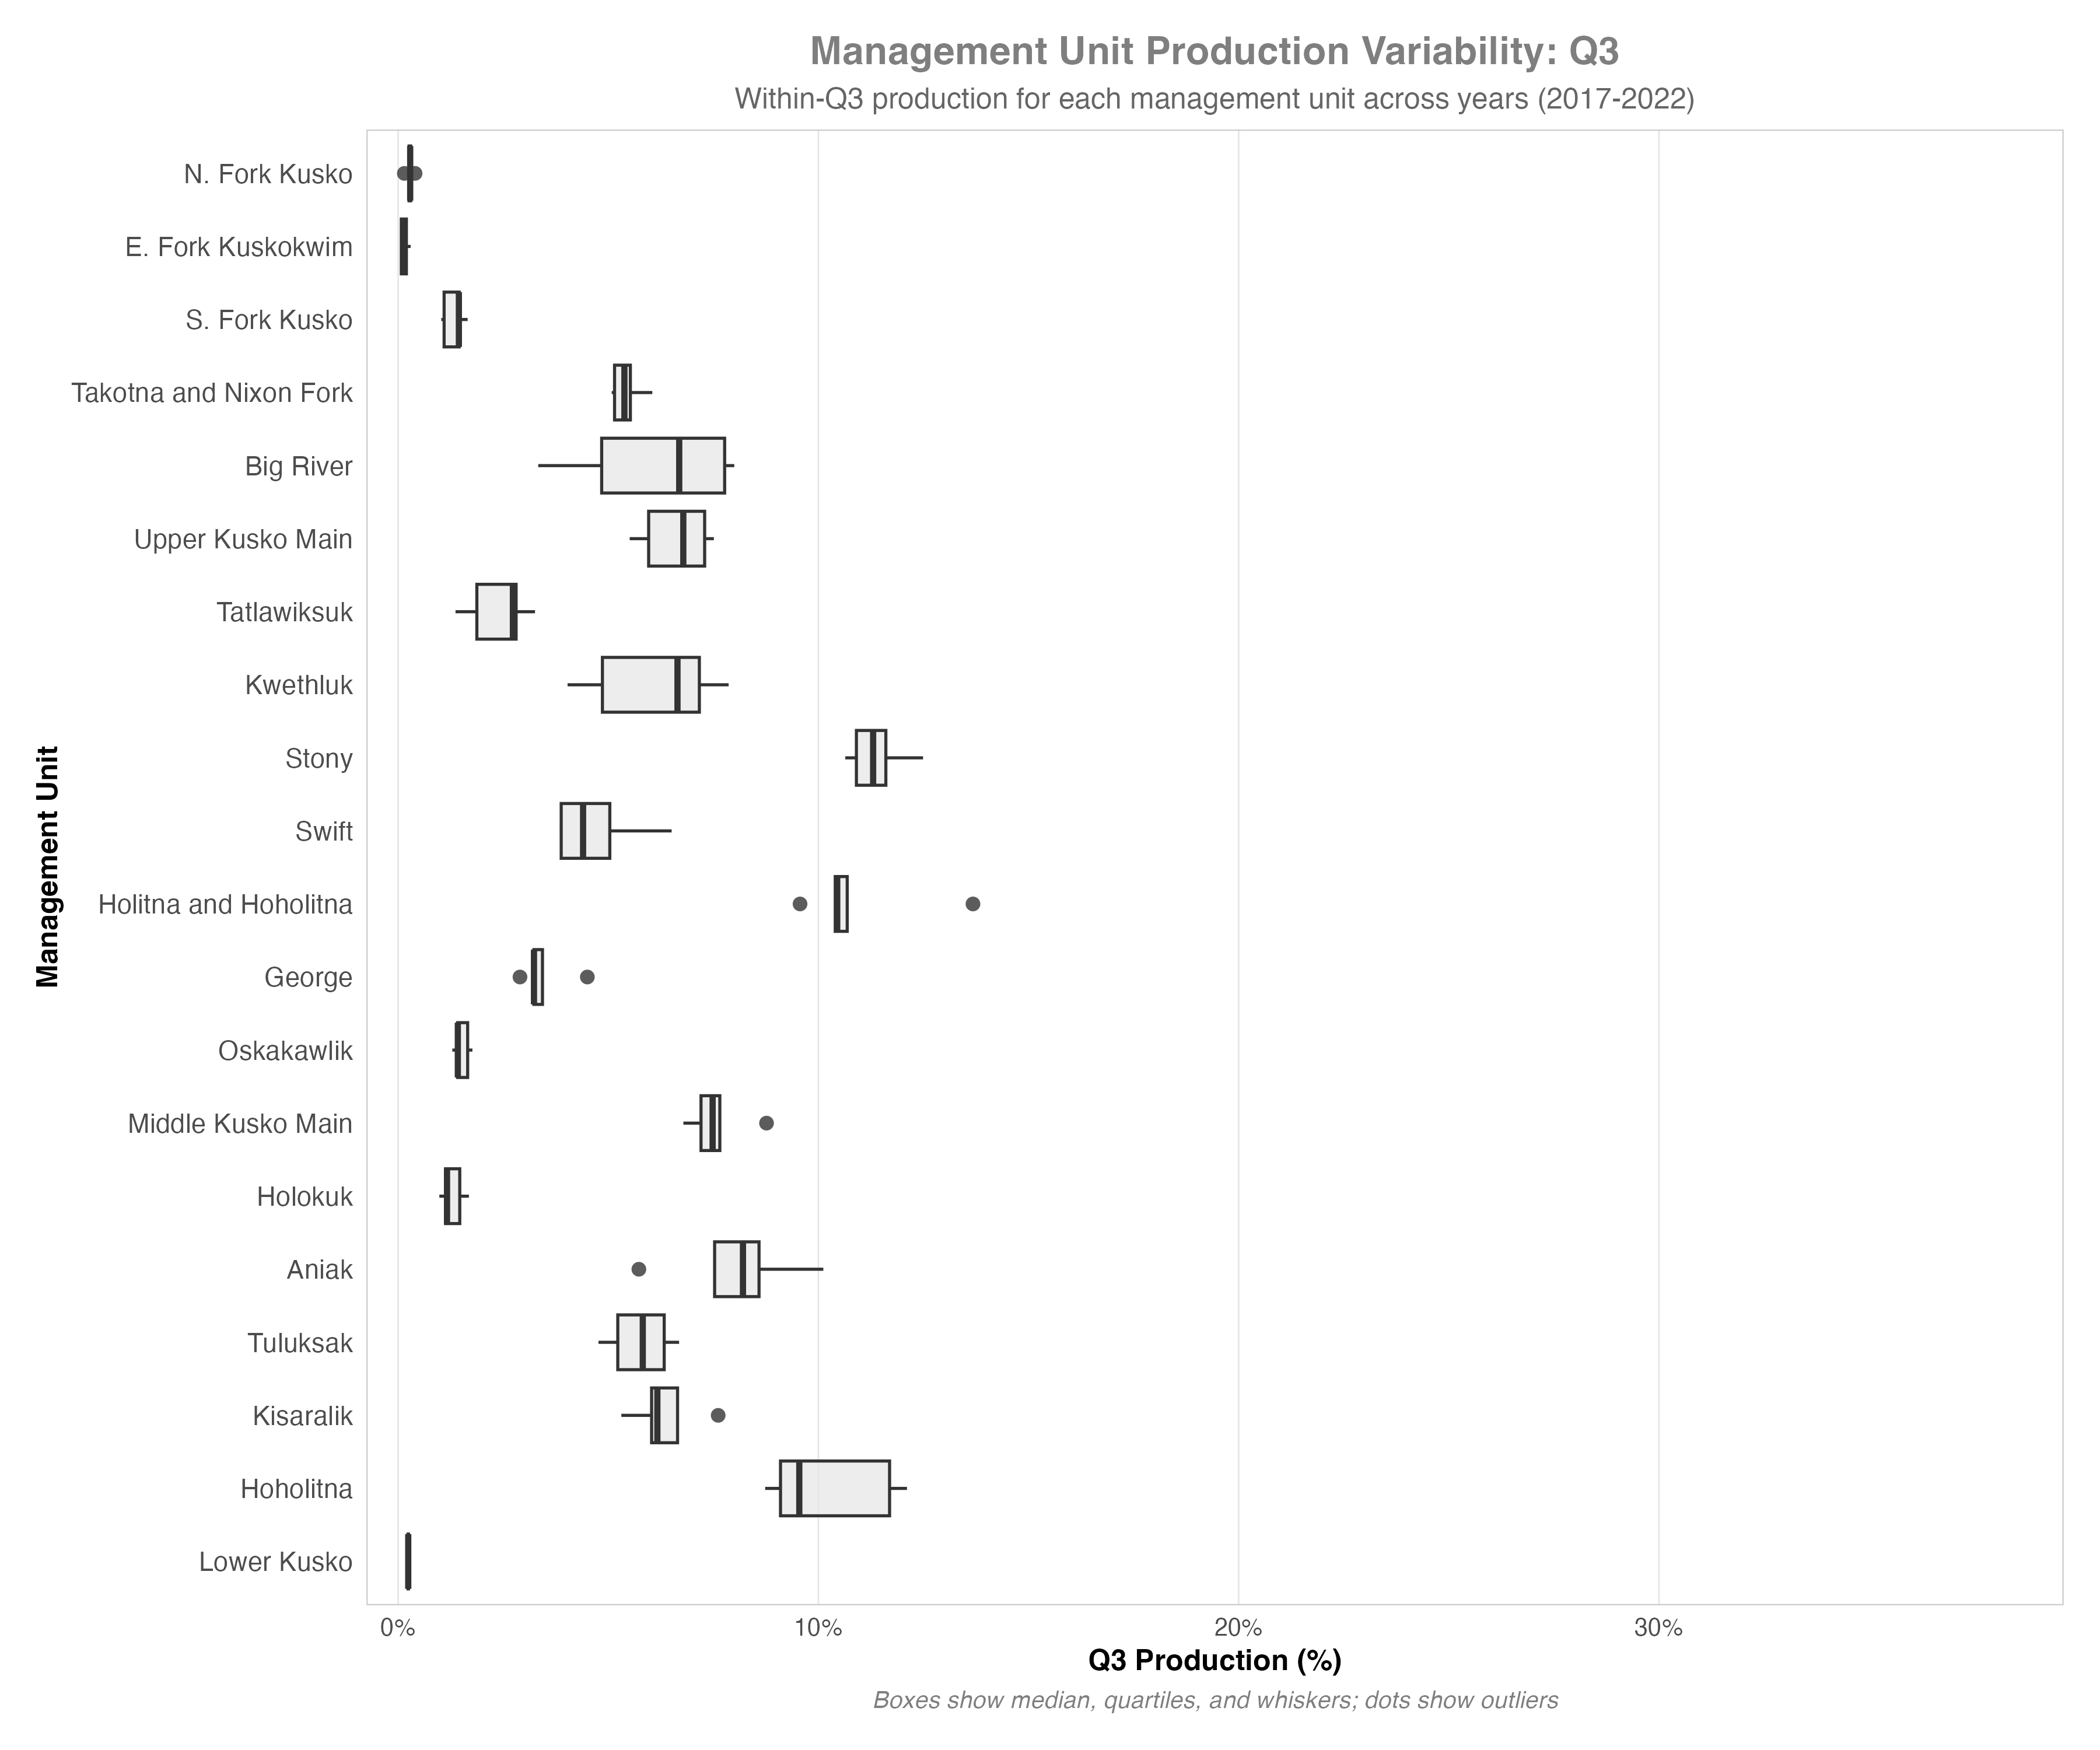 Management Unit Production Variability: Q3
Within-Q3 production for each management unit across years (2017-2022)
Management Unit
N. Fork Kusko
E. Fork Kuskokwim
S. Fork Kusko
Takotna and Nixon Fork
Big River
Upper Kusko Main
Tatlawiksuk
Kwethluk
Stony
Swift
Holitna and Hoholitna
George
Oskakawlik
Middle Kusko Main
Holokuk
Aniak
Tuluksak
Kisaralik
Hoholitna
Lower Kusko
0% 10% 20% 30%
Q3 Production (%)
Boxes show median, quartiles, and whiskers; dots show outliers